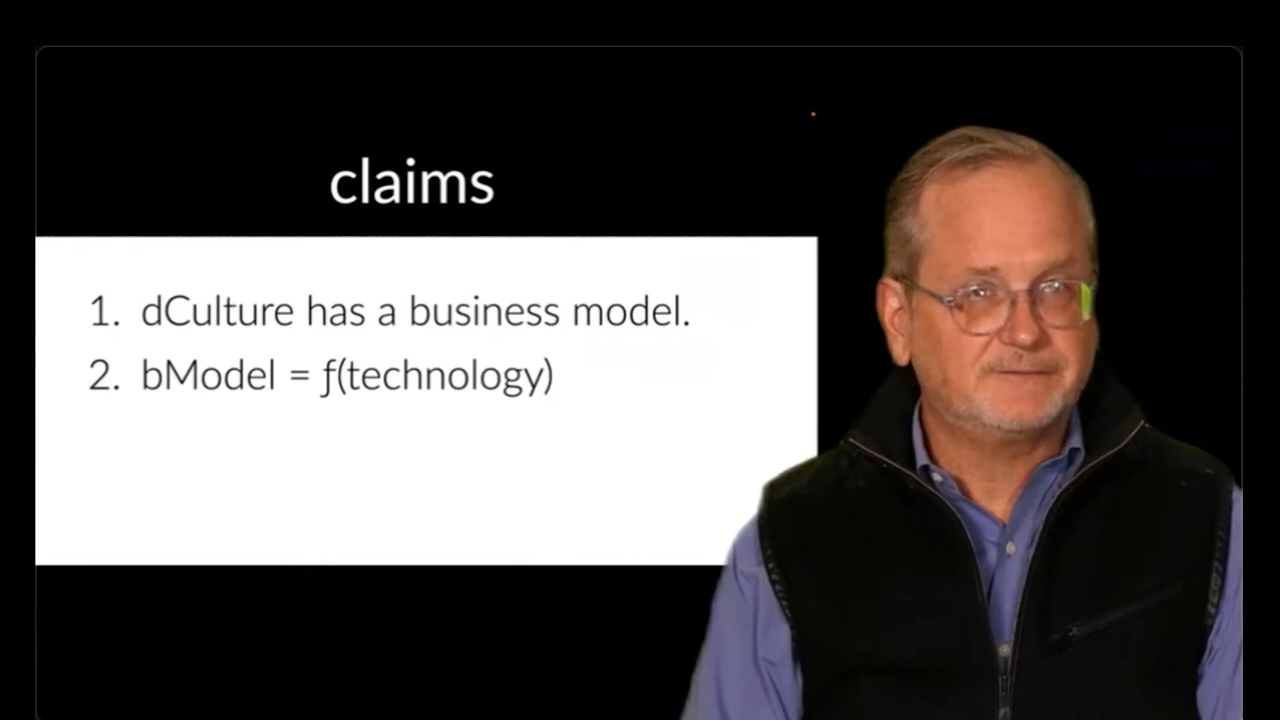 claims
1. dCulture has a business model.
2. bModel = ƒ(technology)